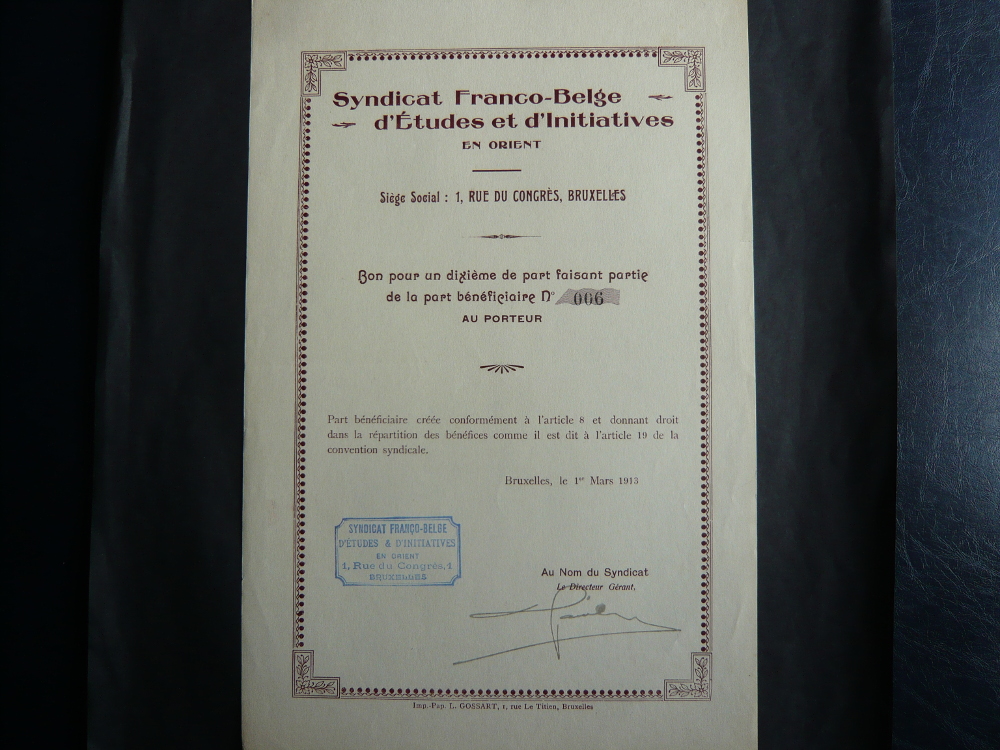 Syndicat Franco-Belge
d'Études et d'Initiatives
EN ORIENT
Siège Social : 1, RUE DU CONGRÈS, BRUXELLES
Bon pour un dixième de part faisant partie
de la part bénéficiaire N° 006
AU PORTEUR
Part bénéficiaire créée conformément à l'article 8 et donnant droit
dans la répartition des bénéfices comme il est dit à l'article 19 de la
convention syndicale.
Bruxelles, le 1er Mars 1913
SYNDICAT FRANCO-BELGE
D'ÉTUDES & D'INITIATIVES
EN ORIENT
1, Rue du Congrès, 1
BRUXELLES
Au Nom du Syndicat
Le Directeur Gérant,
Imp.-Pap. L. GOSSART, 1, rue Le Titien, Bruxelles